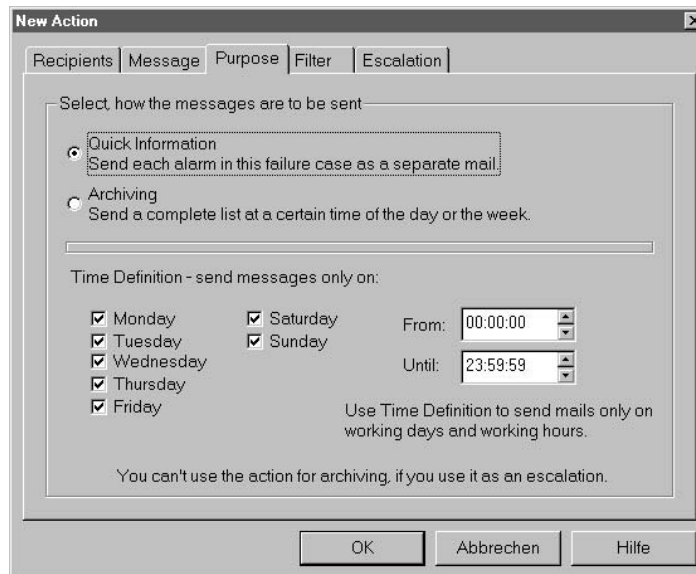 New Action
Recipients Message Purpose Filter Escalation
Select, how the messages are to be sent
Quick Information
Send each alarm in this failure case as a separate mail.
Archiving
Send a complete list at a certain time of the day or the week.
Time Definition - send messages only on:
Monday
Tuesday
Wednesday
Thursday
Friday
Saturday
Sunday
From: 00:00:00
Until: 23:59:59
Use Time Definition to send mails only on
working days and working hours.
You can't use the action for archiving, if you use it as an escalation.
OK Abbrechen Hilfe